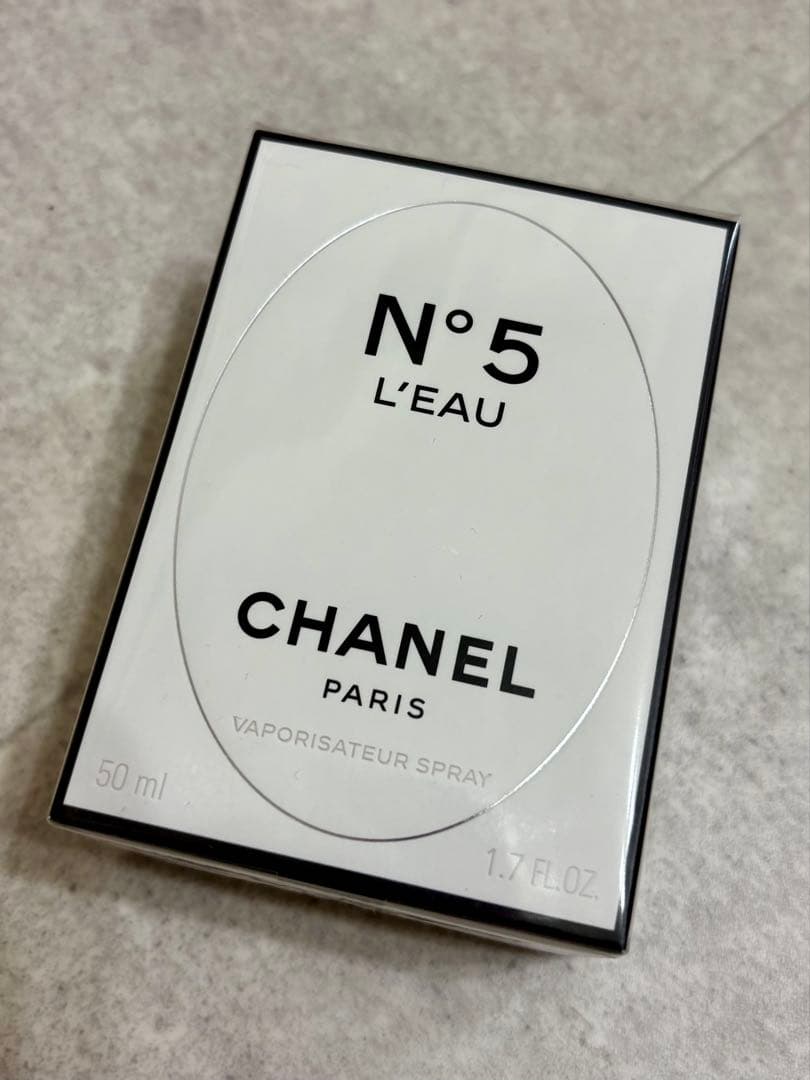 N°5
L'EAU
CHANEL
PARIS
VAPORISATEUR SPRAY
50 ml
1.7 FL.OZ.